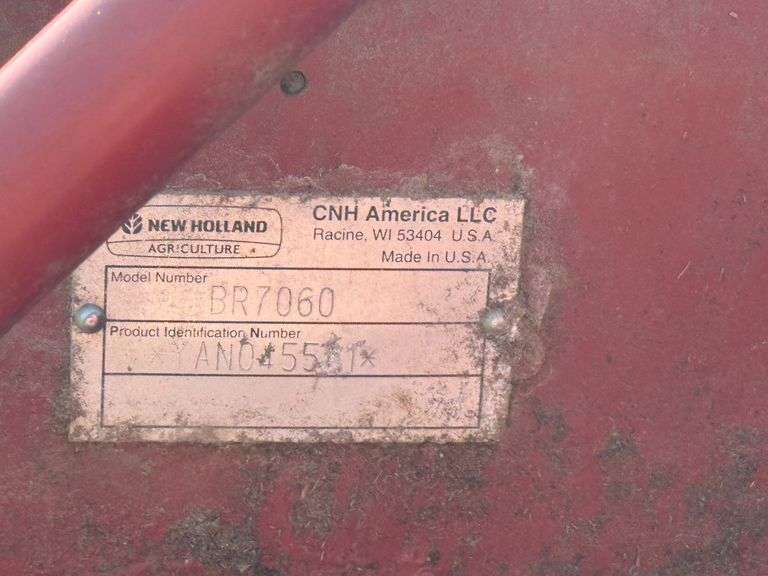 NEW HOLLAND
AGRICULTURE
CNH America LLC
Racine, WI 53404 U.S.A.
Made In U.S.A.
Model Number
BR7060
Product Identification Number